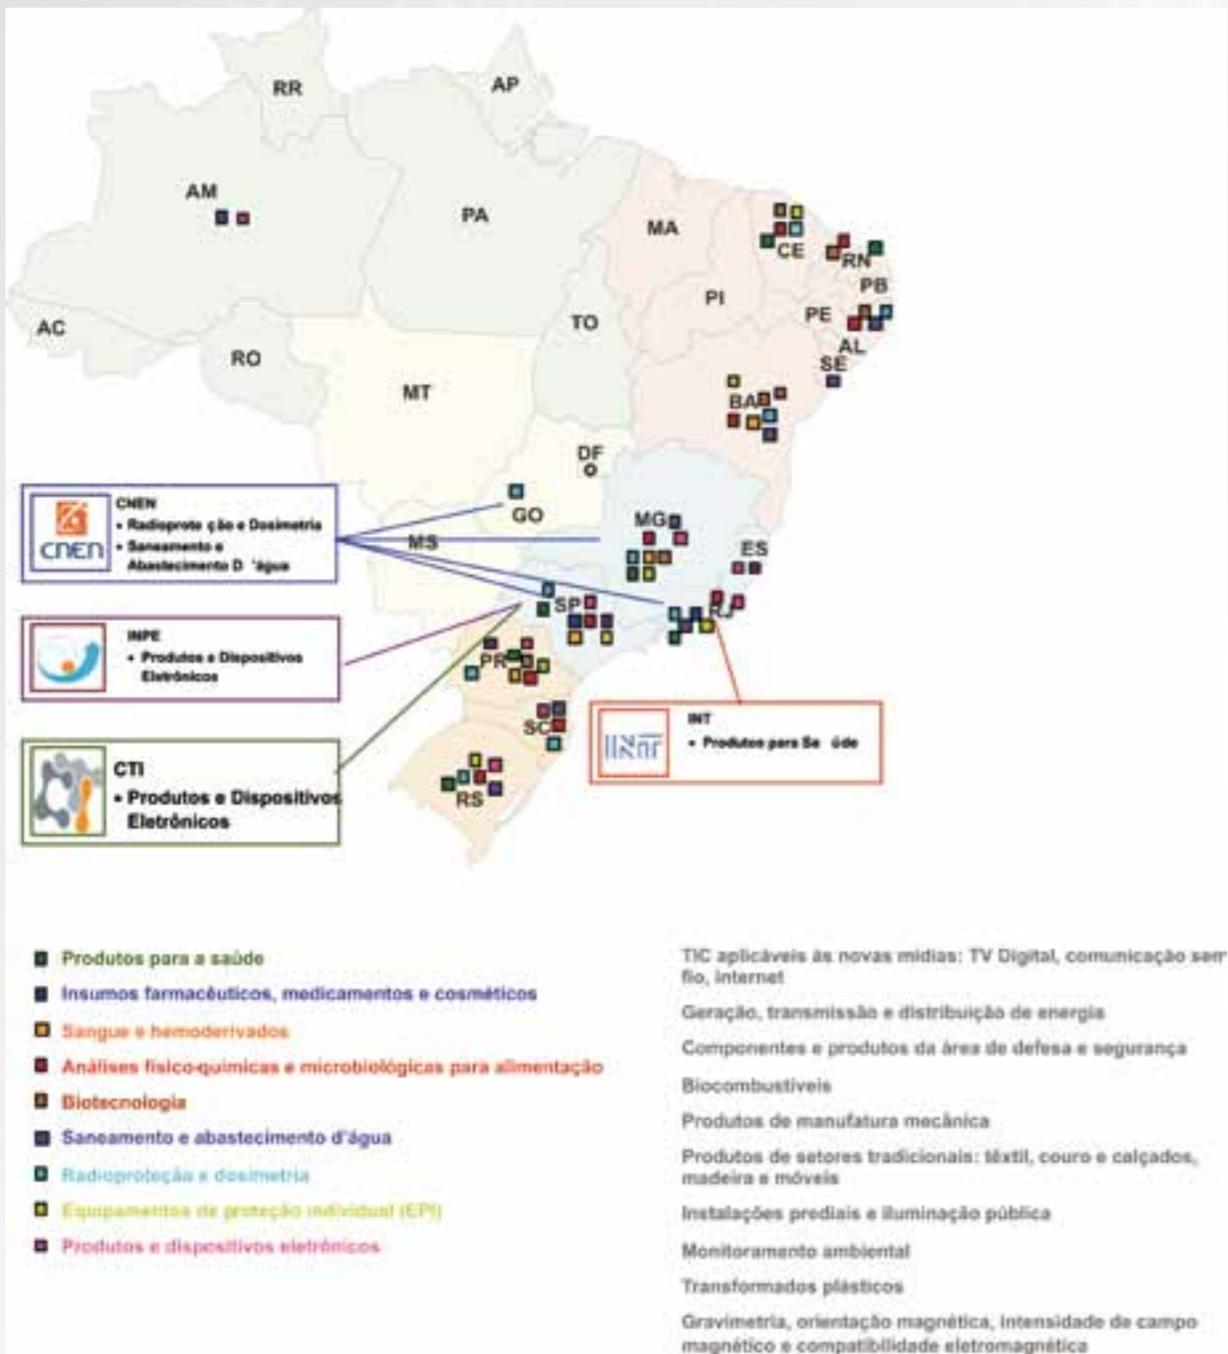 RR
AP
AM
PA
MA
CE
RN
PB
PI
PE
AC
TO
AL
RO
SE
MT
BA
DF
CNEN
CNEN
• Radioprote ção e Dosimetria
• Saneamento e
Abastecimento D 'água
GO
MG
MS
ES
SP
RJ
INPE
• Produtos e Dispositivos
Eletrônicos
PR
SC
INT
• Produtos para Sa úde
CTI
• Produtos e Dispositivos
Eletrônicos
RS
Produtos para a saúde
Insumos farmacêuticos, medicamentos e cosméticos
Sangue e hemoderivados
Análises físico-químicas e microbiológicas para alimentação
Biotecnologia
Saneamento e abastecimento d'água
Radioproteção e dosimetria
Equipamentos de proteção individual (EPI)
Produtos e dispositivos eletrônicos
TIC aplicáveis às novas mídias: TV Digital, comunicação sem
fio, internet
Geração, transmissão e distribuição de energia
Componentes e produtos da área de defesa e segurança
Biocombustíveis
Produtos de manufatura mecânica
Produtos de setores tradicionais: têxtil, couro e calçados,
madeira e móveis
Instalações prediais e iluminação pública
Monitoramento ambiental
Transformados plásticos
Gravimetria, orientação magnética, intensidade de campo
magnético e compatibilidade eletromagnética